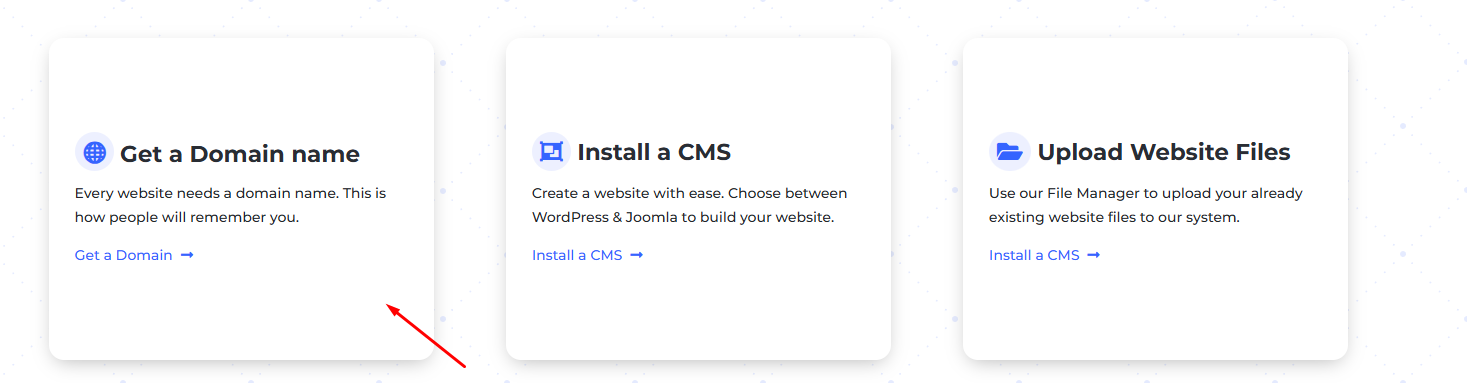 Get a Domain name
Every website needs a domain name. This is
how people will remember you.
Get a Domain
Install a CMS
Create a website with ease. Choose between
WordPress & Joomla to build your website.
Install a CMS
Upload Website Files
Use our File Manager to upload your already
existing website files to our system.
Install a CMS